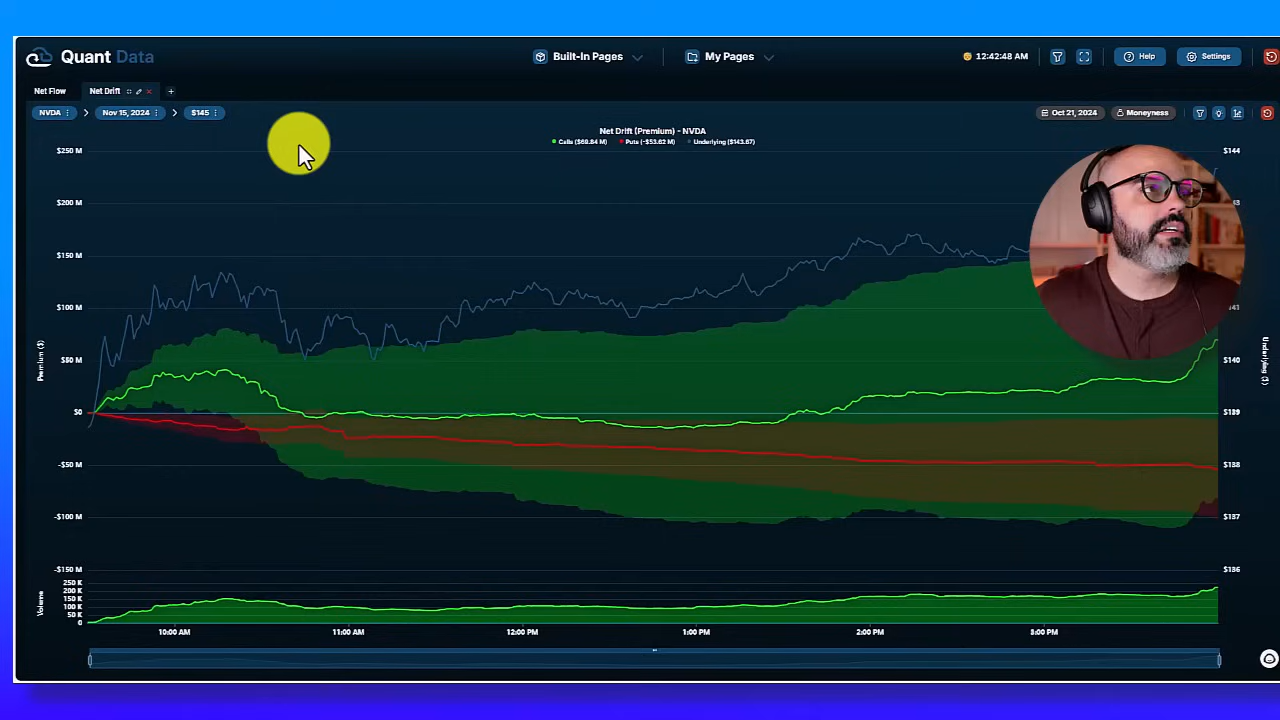 Quant Data
Built-In Pages
My Pages
12:42:48 AM
Help
Settings
Net Flow
Net Drift
NVDA
Nov 15, 2024
$145
Oct 21, 2024
Moneyness
Net Drift (Premium) - NVDA
Calls ($69.84 M) Puts (-$53.62 M) Underlying ($143.67)
$250 M
$200 M
$150 M
$100 M
$50 M
$0
-$50 M
-$100 M
-$150 M
Premium ($)
$144
$140
$139
$138
$137
$136
Underlying ($)
250 K
200 K
150 K
100 K
50 K
0
Volume
10:00 AM
11:00 AM
12:00 PM
1:00 PM
2:00 PM
3:00 PM